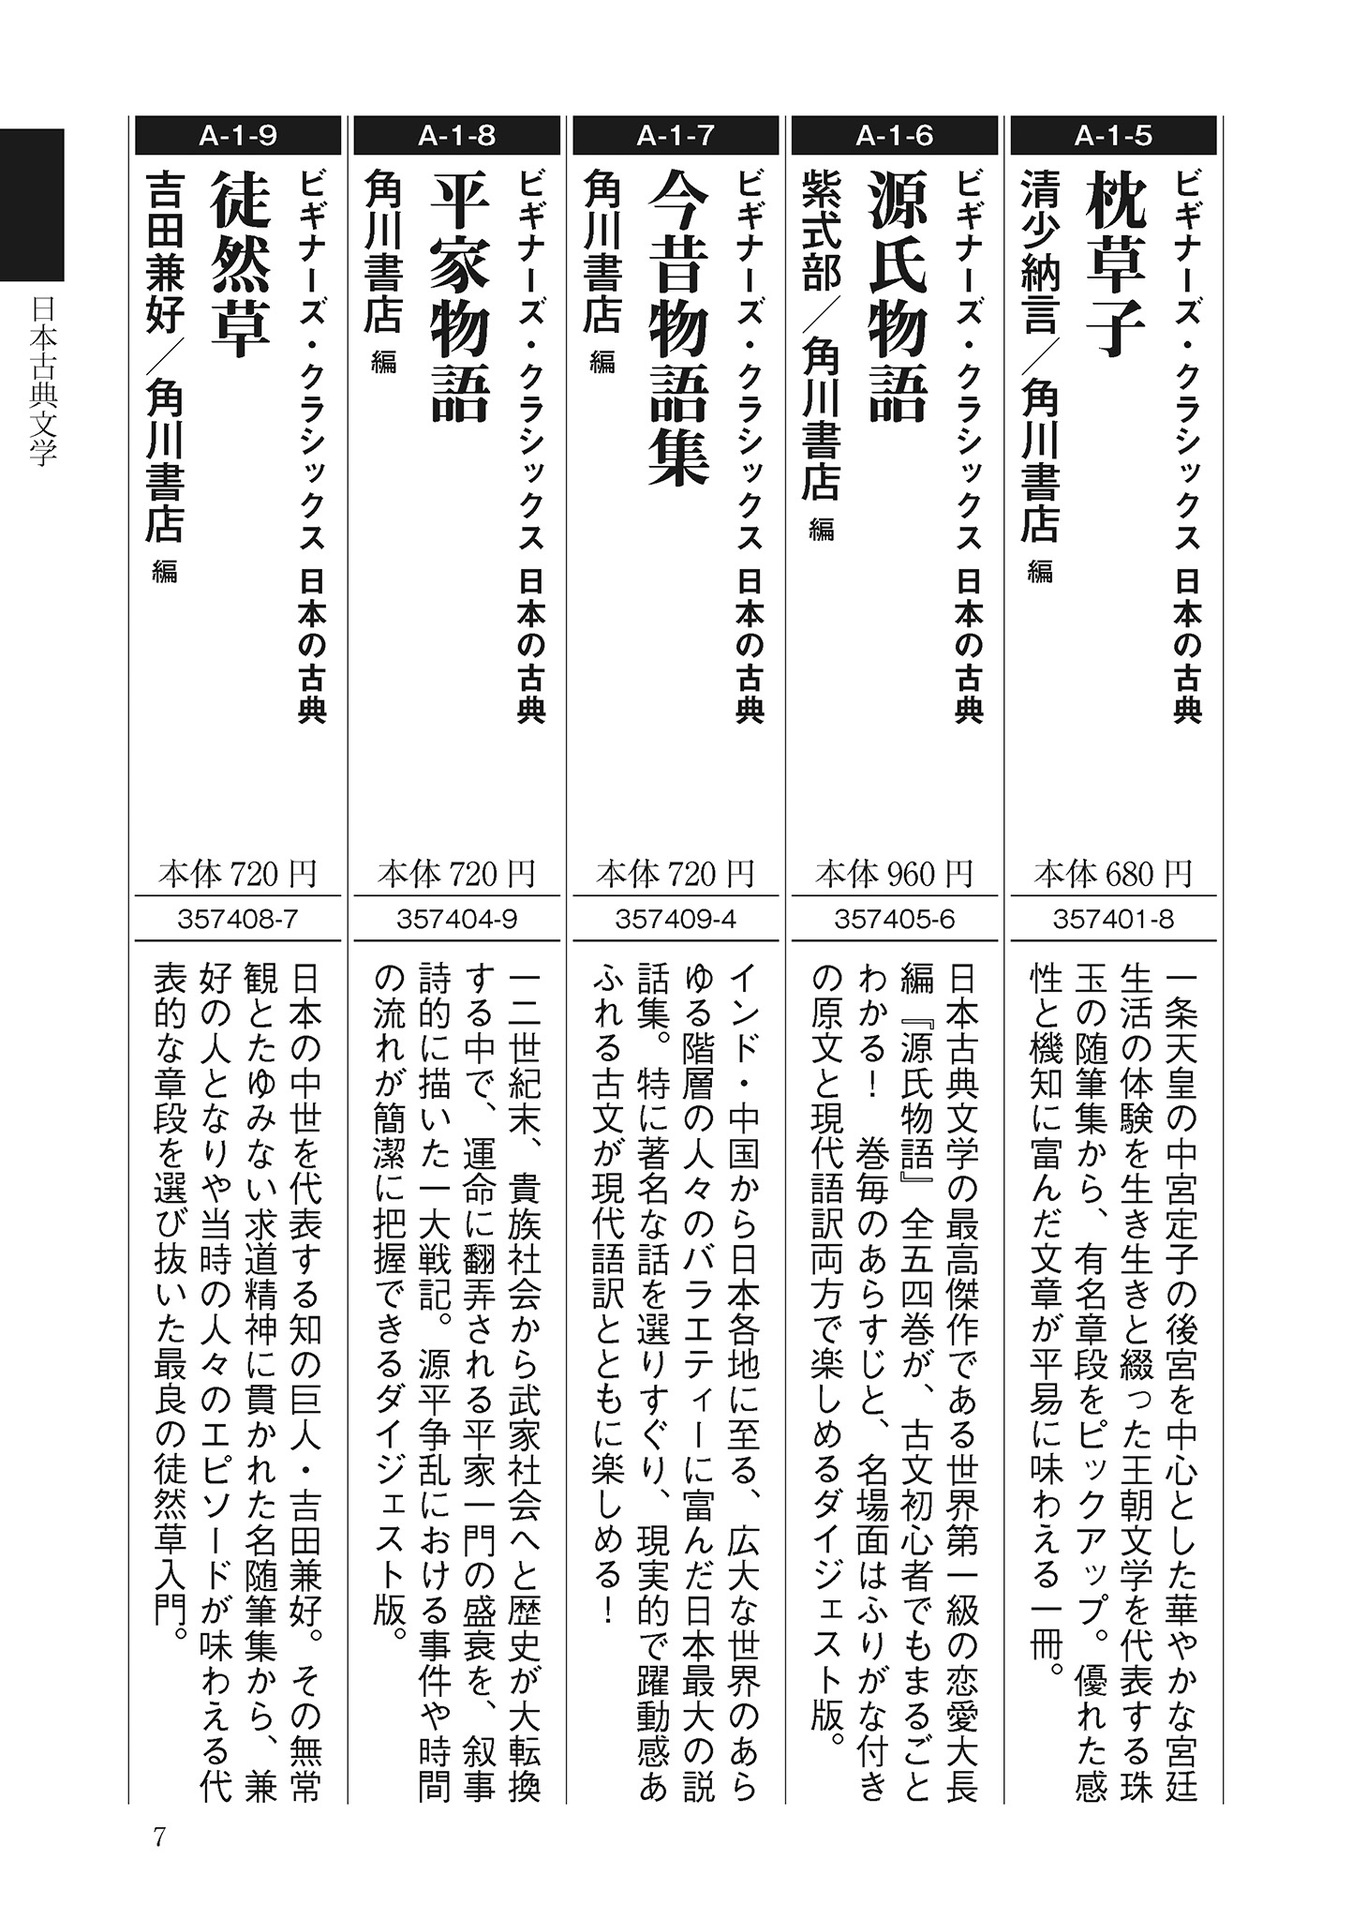 A-1-5
ビギナーズ・クラシックス 日本の古典
枕草子
清少納言／角川書店 編
本体 680 円
357401-8
一条天皇の中宮定子の後宮を中心とした華やかな宮廷
生活の体験を生き生きと綴った王朝文学を代表する珠
玉の随筆集から、有名章段をピックアップ。優れた感
性と機知に富んだ文章が平易に味わえる一冊。
A-1-6
ビギナーズ・クラシックス 日本の古典
源氏物語
紫式部／角川書店 編
本体 960 円
357405-6
日本古典文学の最高傑作である世界第一級の恋愛大長
編『源氏物語』全五四巻が、古文初心者でもまるごと
わかる！　巻毎のあらすじと、名場面はふりがな付き
の原文と現代語訳両方で楽しめるダイジェスト版。
A-1-7
ビギナーズ・クラシックス 日本の古典
今昔物語集
角川書店 編
本体 720 円
357409-4
インド・中国から日本各地に至る、広大な世界のあら
ゆる階層の人々のバラエティーに富んだ日本最大の説
話集。特に著名な話を選りすぐり、現実的で躍動感あ
ふれる古文が現代語訳とともに楽しめる！
A-1-8
ビギナーズ・クラシックス 日本の古典
平家物語
角川書店 編
本体 720 円
357404-9
一二世紀末、貴族社会から武家社会へと歴史が大転換
する中で、運命に翻弄される平家一門の盛衰を、叙事
詩的に描いた一大戦記。源平争乱における事件や時間
の流れが簡潔に把握できるダイジェスト版。
A-1-9
ビギナーズ・クラシックス 日本の古典
徒然草
吉田兼好／角川書店 編
本体 720 円
357408-7
日本の中世を代表する知の巨人・吉田兼好。その無常
観とたゆみない求道精神に貫かれた名随筆集から、兼
好の人となりや当時の人々のエピソードが味わえる代
表的な章段を選び抜いた最良の徒然草入門。
日本古典文学
7